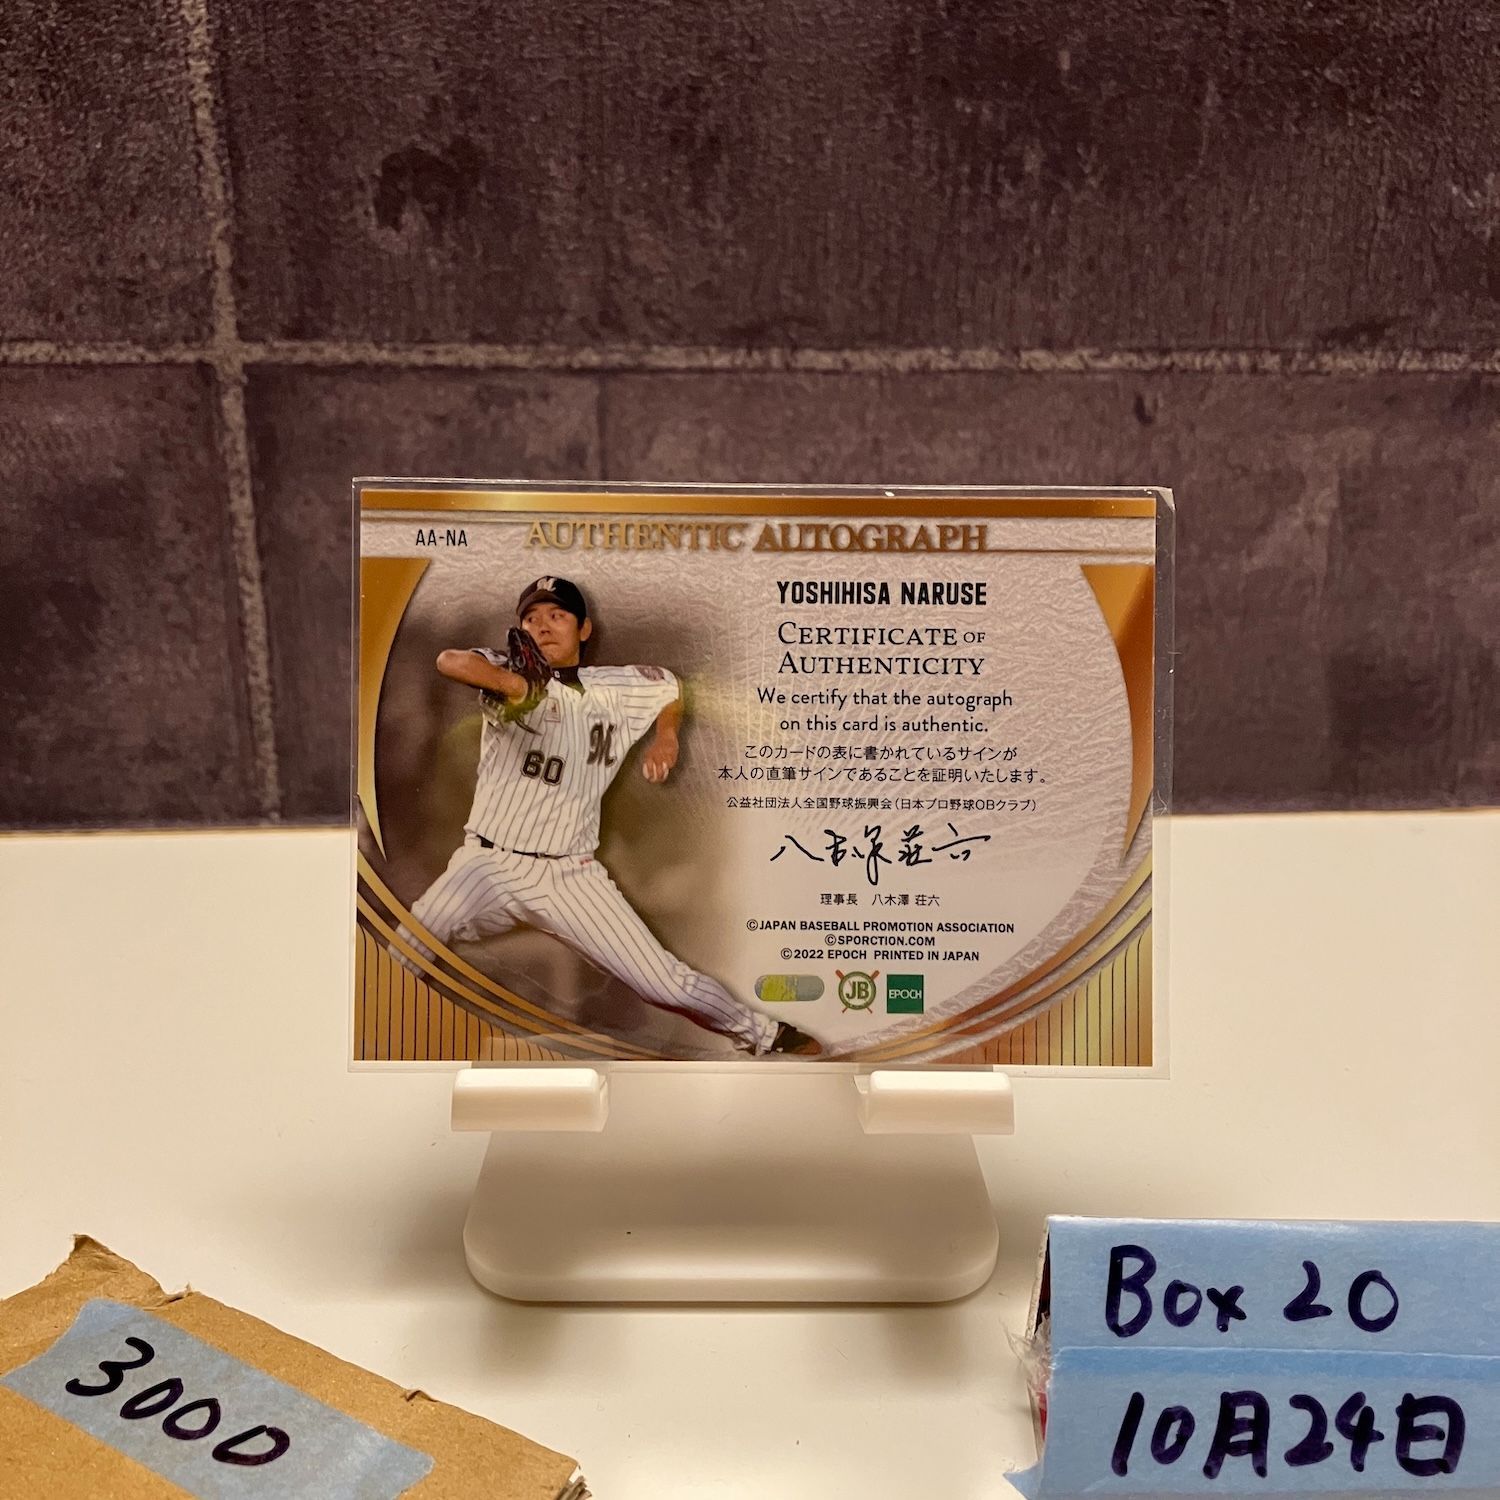 AA-NA
AUTHENTIC AUTOGRAPH
YOSHIHISA NARUSE
CERTIFICATE OF
AUTHENTICITY
We certify that the autograph
on this card is authentic.
このカードの表に書かれているサインが
本人の直筆サインであることを証明いたします。
公益社団法人全国野球振興会(日本プロ野球OBクラブ)
八木澤荘六
理事長 八木澤 荘六
©JAPAN BASEBALL PROMOTION ASSOCIATION
©SPORCTION.COM
©2022 EPOCH PRINTED IN JAPAN
JB
EPOCH
M
M
60
3000
Box 20
10月24日